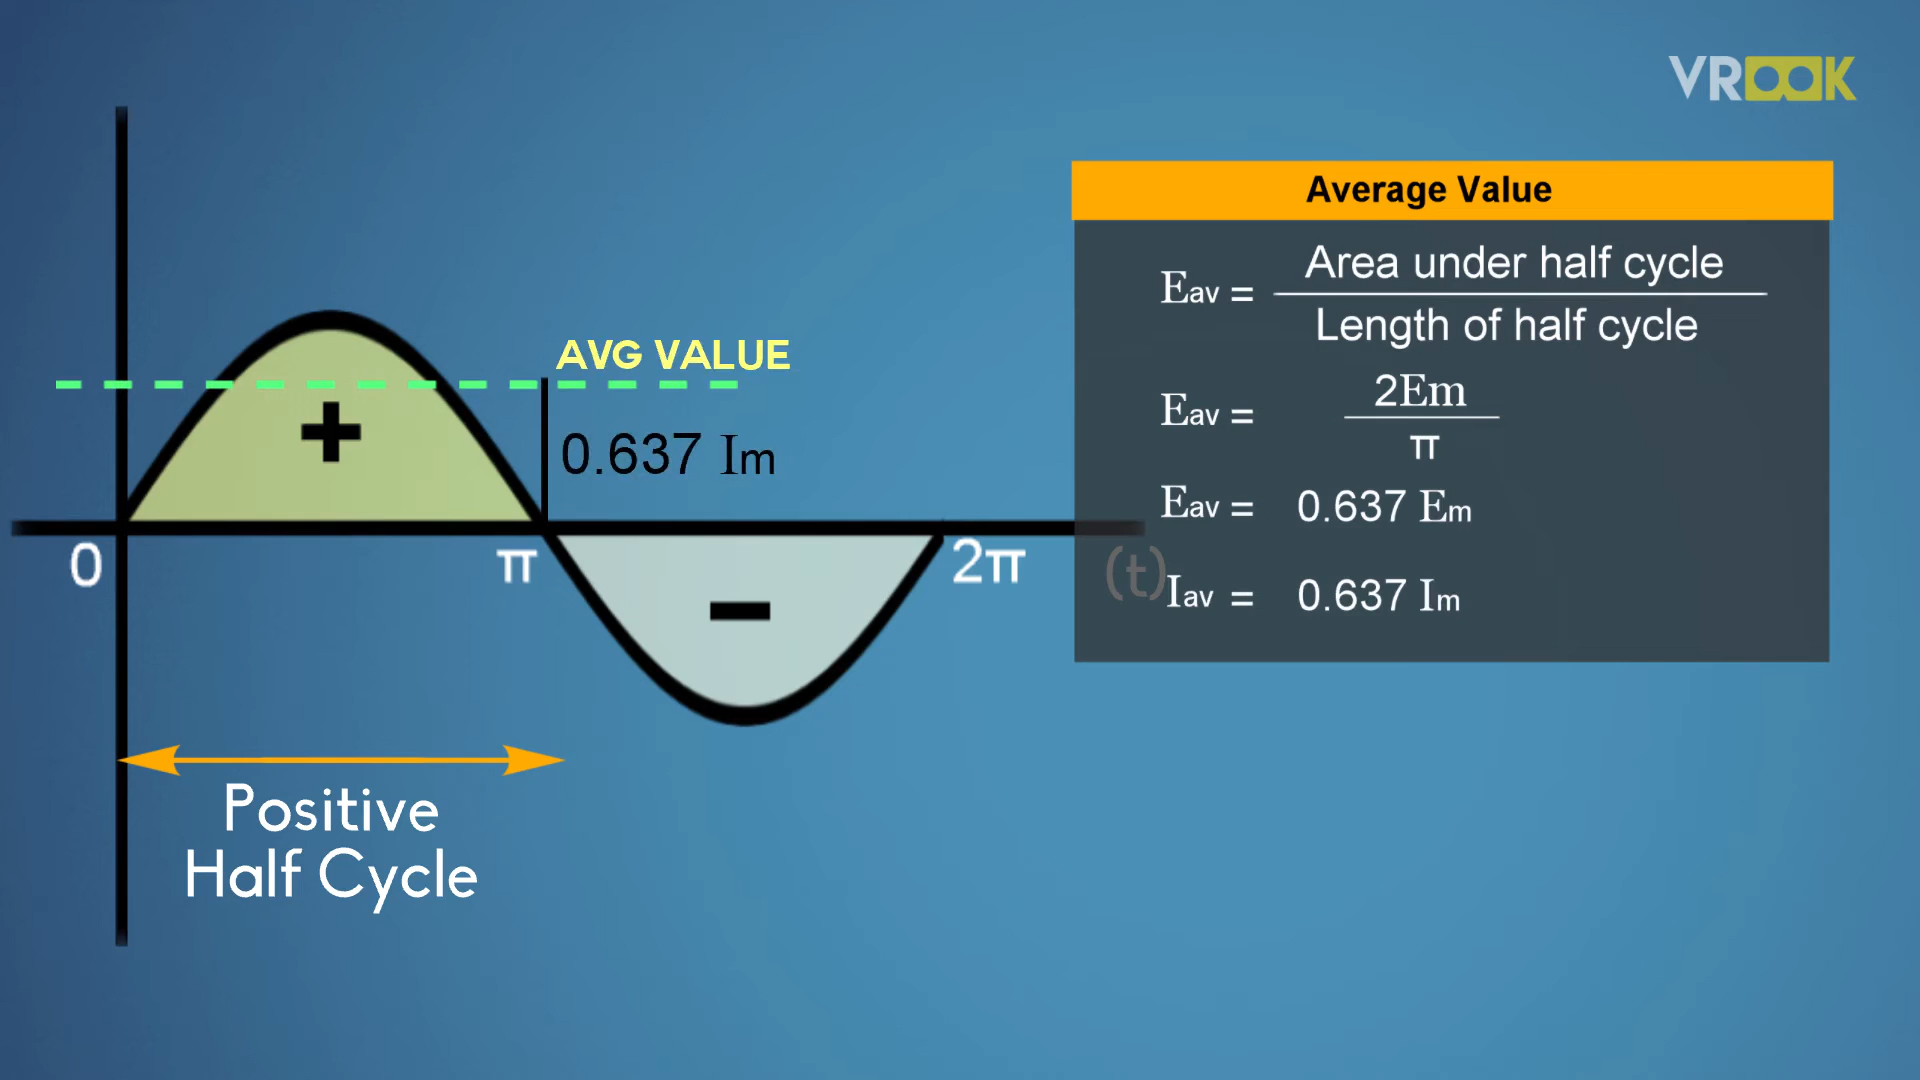 VROOK
Average Value
Eav = Area under half cycle
Length of half cycle
Eav = 2Em
π
Eav = 0.637 Em
Iav = 0.637 Im
AVG VALUE
0.637 Im
+
0
π
−
2π
(t)
Positive
Half Cycle